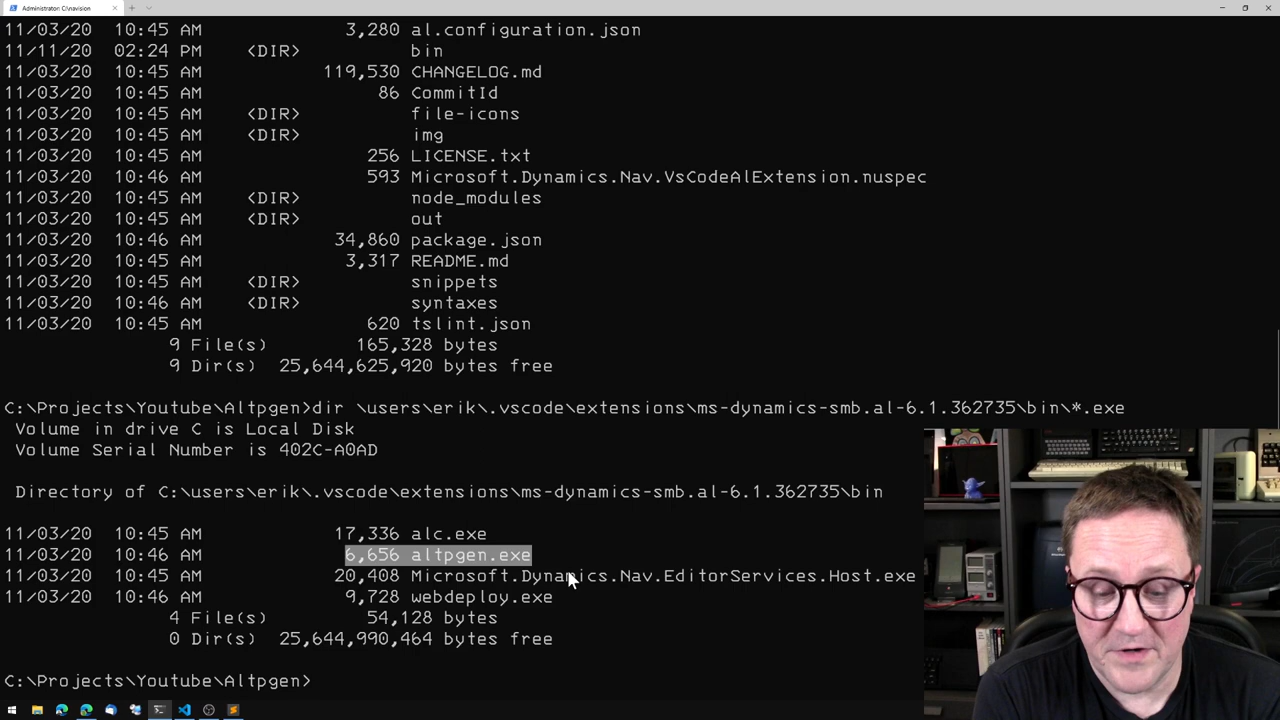 Administrator: C:\navision
11/03/20 10:45 AM 3,280 al.configuration.json
11/11/20 02:24 PM <DIR> bin
11/03/20 10:45 AM 119,530 CHANGELOG.md
11/03/20 10:45 AM 86 CommitId
11/03/20 10:45 AM <DIR> file-icons
11/03/20 10:45 AM <DIR> img
11/03/20 10:45 AM 256 LICENSE.txt
11/03/20 10:46 AM 593 Microsoft.Dynamics.Nav.VsCodeAlExtension.nuspec
11/03/20 10:45 AM <DIR> node_modules
11/03/20 10:45 AM <DIR> out
11/03/20 10:46 AM 34,860 package.json
11/03/20 10:45 AM 3,317 README.md
11/03/20 10:46 AM <DIR> snippets
11/03/20 10:46 AM <DIR> syntaxes
11/03/20 10:45 AM 620 tslint.json
9 File(s) 165,328 bytes
9 Dir(s) 25,644,625,920 bytes free
C:\Projects\Youtube\Altpgen>dir \users\erik\.vscode\extensions\ms-dynamics-smb.al-6.1.362735\bin\*.exe
Volume in drive C is Local Disk
Volume Serial Number is 402C-A0AD
Directory of C:\users\erik\.vscode\extensions\ms-dynamics-smb.al-6.1.362735\bin
11/03/20 10:45 AM 17,336 alc.exe
11/03/20 10:46 AM 6,656 altpgen.exe
11/03/20 10:45 AM 20,408 Microsoft.Dynamics.Nav.EditorServices.Host.exe
11/03/20 10:46 AM 9,728 webdeploy.exe
4 File(s) 54,128 bytes
0 Dir(s) 25,644,990,464 bytes free
C:\Projects\Youtube\Altpgen>